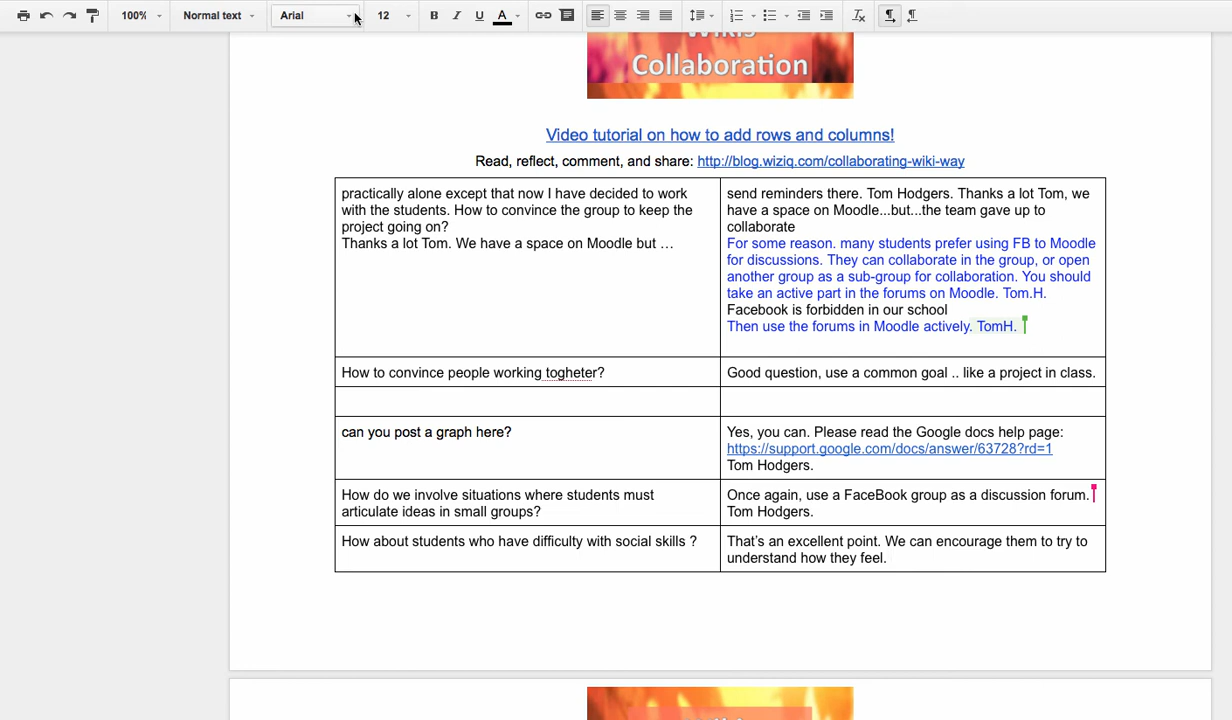 100% Normal text Arial 12 B I U A
Wikis
Collaboration
Video tutorial on how to add rows and columns!
Read, reflect, comment, and share: http://blog.wiziq.com/collaborating-wiki-way
practically alone except that now I have decided to work
with the students. How to convince the group to keep the
project going on?
Thanks a lot Tom. We have a space on Moodle but …
send reminders there. Tom Hodgers. Thanks a lot Tom, we
have a space on Moodle...but...the team gave up to
collaborate
For some reason. many students prefer using FB to Moodle
for discussions. They can collaborate in the group, or open
another group as a sub-group for collaboration. You should
take an active part in the forums on Moodle. Tom.H.
Facebook is forbidden in our school
Then use the forums in Moodle actively. TomH.
How to convince people working togheter?
Good question, use a common goal .. like a project in class.
can you post a graph here?
Yes, you can. Please read the Google docs help page:
https://support.google.com/docs/answer/63728?rd=1
Tom Hodgers.
How do we involve situations where students must
articulate ideas in small groups?
Once again, use a FaceBook group as a discussion forum.
Tom Hodgers.
How about students who have difficulty with social skills ?
That's an excellent point. We can encourage them to try to
understand how they feel.